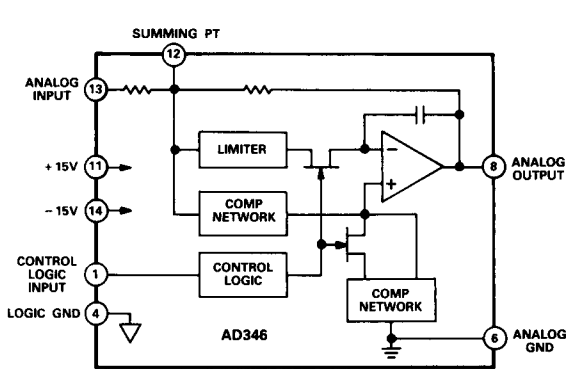 SUMMING PT
12
ANALOG
INPUT
13
LIMITER
−
+
+ 15V
11
8
ANALOG
OUTPUT
− 15V
14
COMP
NETWORK
CONTROL
LOGIC
INPUT
1
CONTROL
LOGIC
COMP
NETWORK
LOGIC GND
4
AD346
6
ANALOG
GND